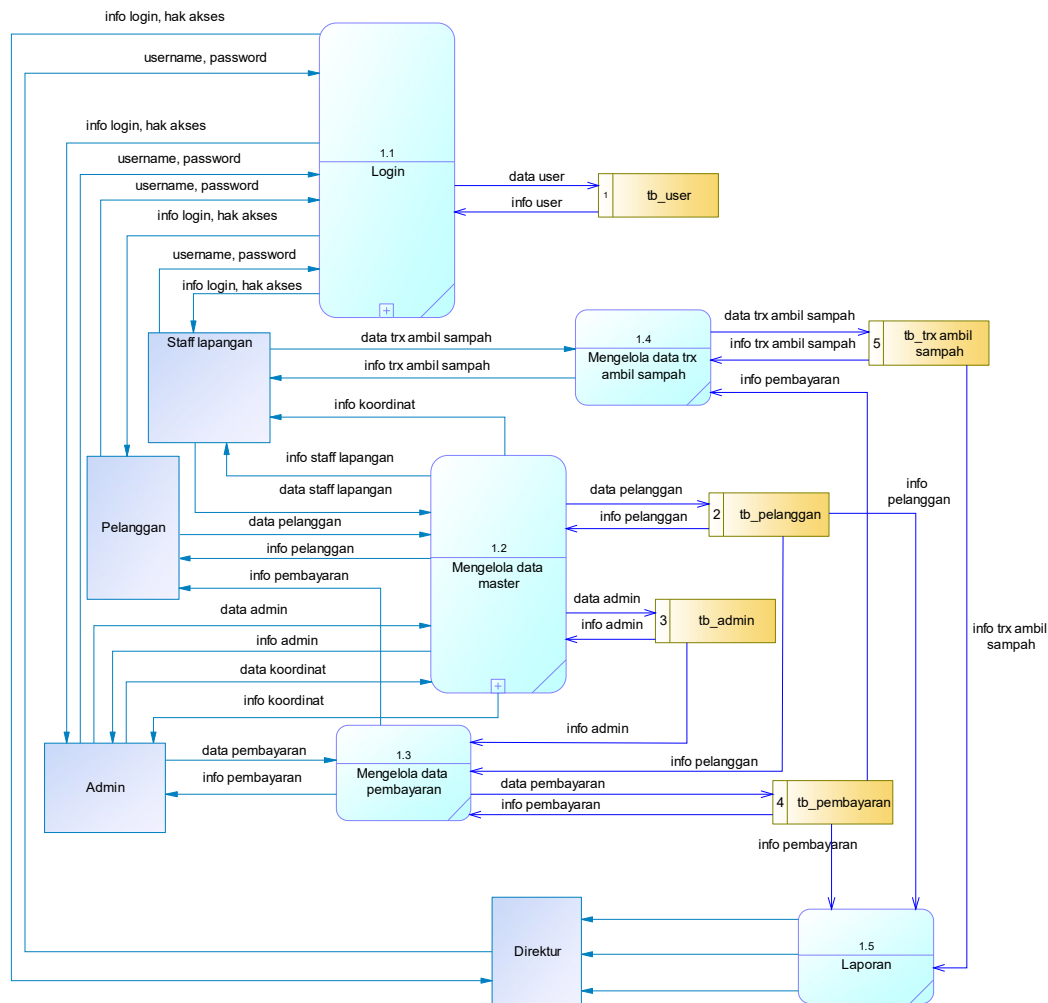 info login, hak akses
username, password
info login, hak akses
username, password
username, password
info login, hak akses
username, password
info login, hak akses
1.1
Login
data user
info user
1
tb_user
Staff lapangan
data trx ambil sampah
info trx ambil sampah
1.4
Mengelola data trx
ambil sampah
data trx ambil sampah
info trx ambil sampah
5
tb_trx ambil
sampah
info pembayaran
info koordinat
info staff lapangan
data staff lapangan
Pelanggan
data pelanggan
info pelanggan
info pembayaran
1.2
Mengelola data
master
data pelanggan
info pelanggan
2
tb_pelanggan
info
pelanggan
data admin
info admin
3
tb_admin
info trx ambil
sampah
data admin
info admin
data koordinat
info koordinat
info admin
info pelanggan
Admin
data pembayaran
info pembayaran
1.3
Mengelola data
pembayaran
data pembayaran
info pembayaran
4
tb_pembayaran
info pembayaran
Direktur
1.5
Laporan